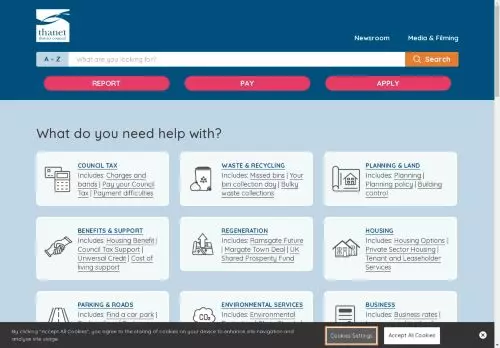 thanet
district council
Newsroom
Media & Filming
A - Z
What are you looking for?
Search
REPORT
PAY
APPLY
What do you need help with?
COUNCIL TAX
Includes: Charges and
bands | Pay your Council
Tax | Payment difficulties
WASTE & RECYCLING
Includes: Missed bins | Your
bin collection day | Bulky
waste collections
PLANNING & LAND
Includes: Planning |
Planning policy | Building
control
BENEFITS & SUPPORT
Includes: Housing Benefit |
Council Tax Support |
Universal Credit | Cost of
living support
REGENERATION
Includes: Ramsgate Future |
Margate Town Deal | UK
Shared Prosperity Fund
HOUSING
Includes: Housing Options |
Private Sector Housing |
Tenant and Leaseholder
Services
PARKING & ROADS
Includes: Find a car park |
ENVIRONMENTAL SERVICES
Includes: Environmental
CO2
BUSINESS
Includes: Business rates |
By clicking "Accept All Cookies", you agree to the storing of cookies on your device to enhance site navigation and
analyse site usage.
Cookies Settings
Accept All Cookies